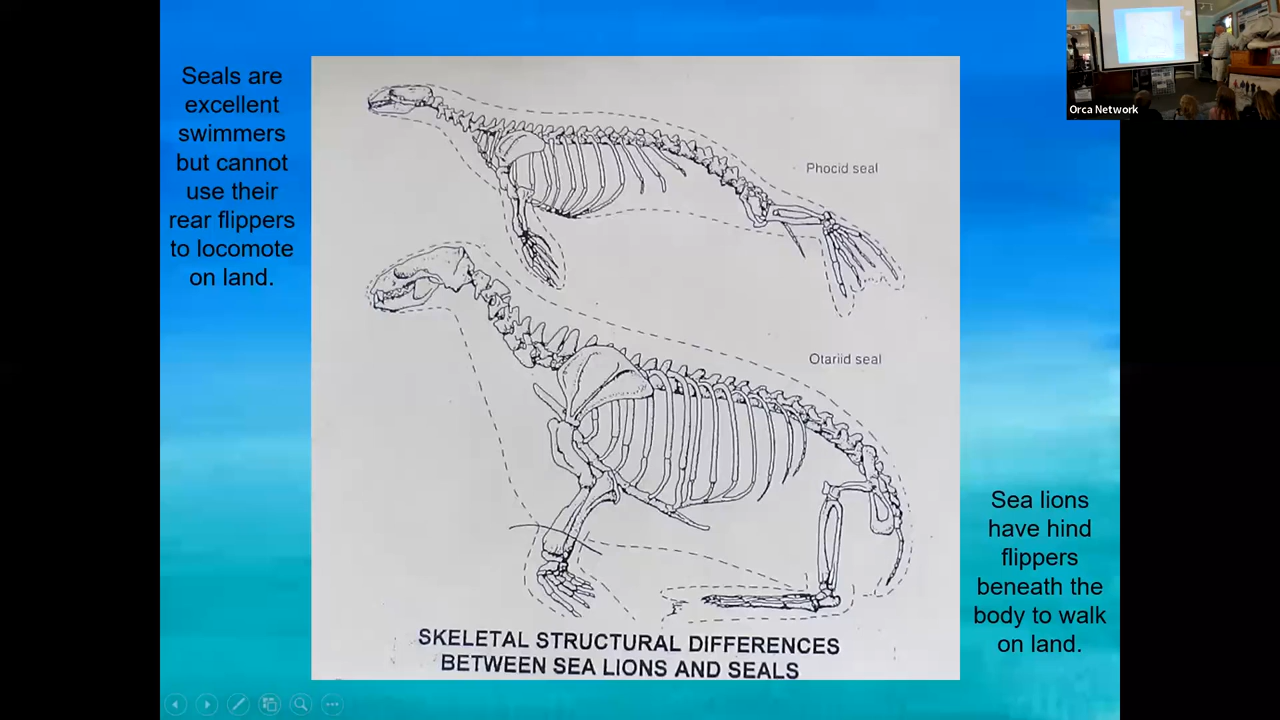 Seals are
excellent
swimmers
but cannot
use their
rear flippers
to locomote
on land.
Phocid seal
Otariid seal
SKELETAL STRUCTURAL DIFFERENCES
BETWEEN SEA LIONS AND SEALS
Sea lions
have hind
flippers
beneath the
body to walk
on land.
Orca Network